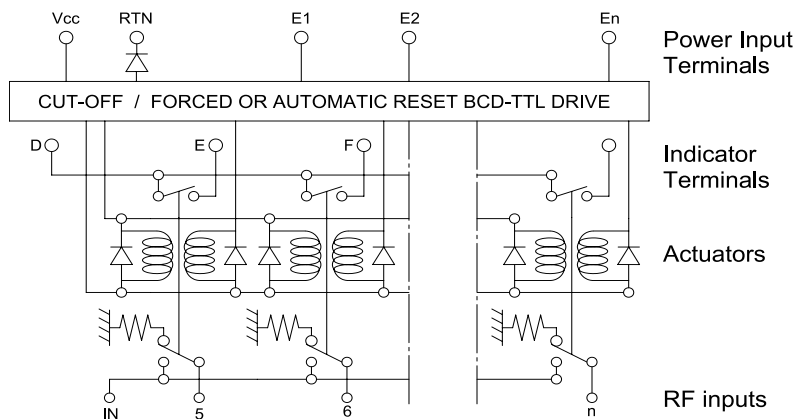 Vcc RTN E1 E2 En
Power Input
Terminals
CUT-OFF / FORCED OR AUTOMATIC RESET BCD-TTL DRIVE
D E F
Indicator
Terminals
Actuators
IN 5 6 n
RF inputs